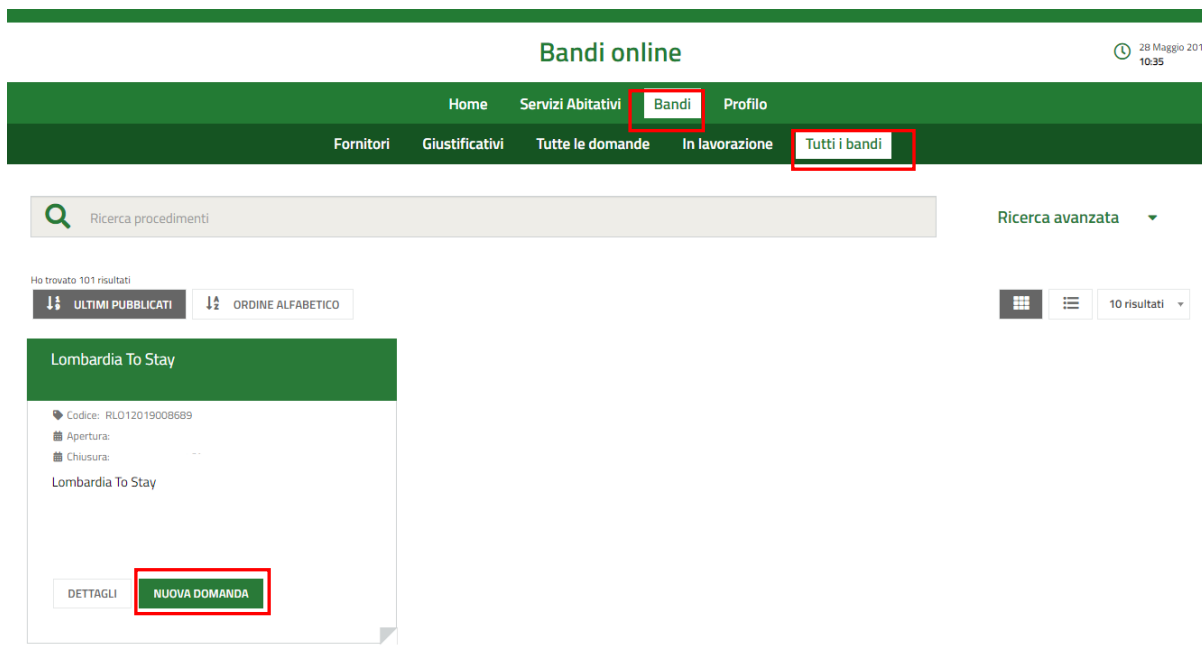 Bandi online
28 Maggio 201
10:35
Home Servizi Abitativi Bandi Profilo
Fornitori Giustificativi Tutte le domande In lavorazione Tutti i bandi
Ricerca procedimenti
Ricerca avanzata
Ho trovato 101 risultati
ULTIMI PUBBLICATI ORDINE ALFABETICO
10 risultati
Lombardia To Stay
Codice: RLO12019008689
Apertura:
Chiusura:
Lombardia To Stay
DETTAGLI NUOVA DOMANDA